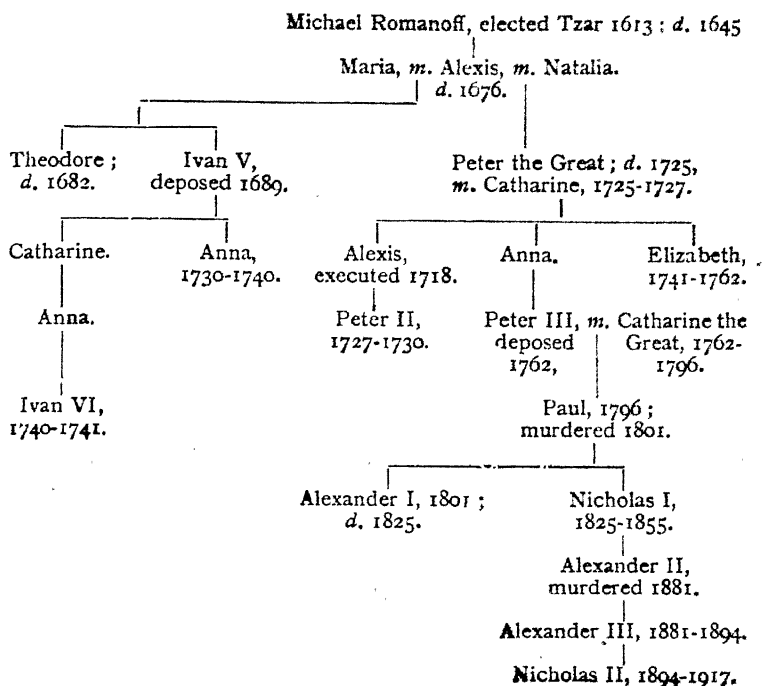 Michael Romanoff, elected Tzar 1613; d. 1645
Maria, m. Alexis, m. Natalia.
d. 1676.
Theodore;
d. 1682.
Ivan V,
deposed 1689.
Peter the Great; d. 1725,
m. Catharine, 1725-1727.
Catharine.
Anna,
1730-1740.
Alexis,
executed 1718.
Anna.
Elizabeth,
1741-1762.
Anna.
Peter II,
1727-1730.
Peter III, m. Catharine the
deposed Great, 1762-
1762, 1796.
Ivan VI,
1740-1741.
Paul, 1796;
murdered 1801.
Alexander I, 1801;
d. 1825.
Nicholas I,
1825-1855.
Alexander II,
murdered 1881.
Alexander III, 1881-1894.
Nicholas II, 1894-1917.